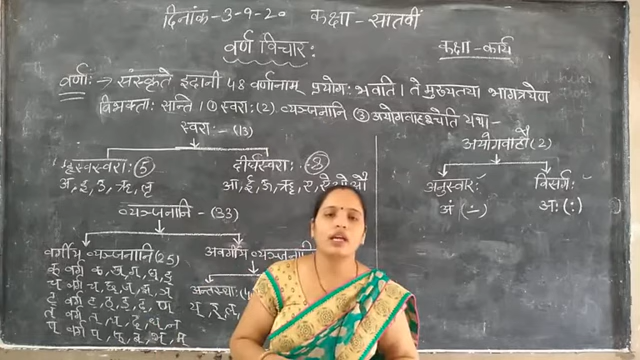 दिनांक-3-9-20 कक्षा-सातवीं
वर्ण विचार:
कक्षा-कार्य
वर्णाः → संस्कृते इदानी 48 वर्णानाम् प्रयोगः भवति। ते मुख्यतया भागत्रयेण
विभक्ताः सन्ति। ① स्वराः (2). व्यञ्जनानि ③ अयोगवाहश्चेति यथा-
स्वराः-(13)
ह्रस्वस्वराः (5) दीर्घस्वराः (8)
अ, इ, उ, ऋ, लृ आ, ई, ऊ, ऋृ, ए, ऐ ओ औ
व्यञ्जनानि-(33)
वर्गीय व्यञ्जनानि (25) अवर्गीय व्यञ्जनानि
क् वर्ग क्, ख्, ग्, घ्, ङ्
च् वर्ग च्, छ्, ज्, झ्, ञ्
ट् वर्ग ट्, ठ्, ड्, ढ्, ण्
त् वर्ग त्, थ्, द्, ध्, न्
प् वर्ग प्, फ्, ब्, भ्, म्
अन्तस्थाः (4
य्, र्, ल्,
अयोगवाहौ (2)
अनुस्वारः विसर्गः
अं (-ं) अः (:)